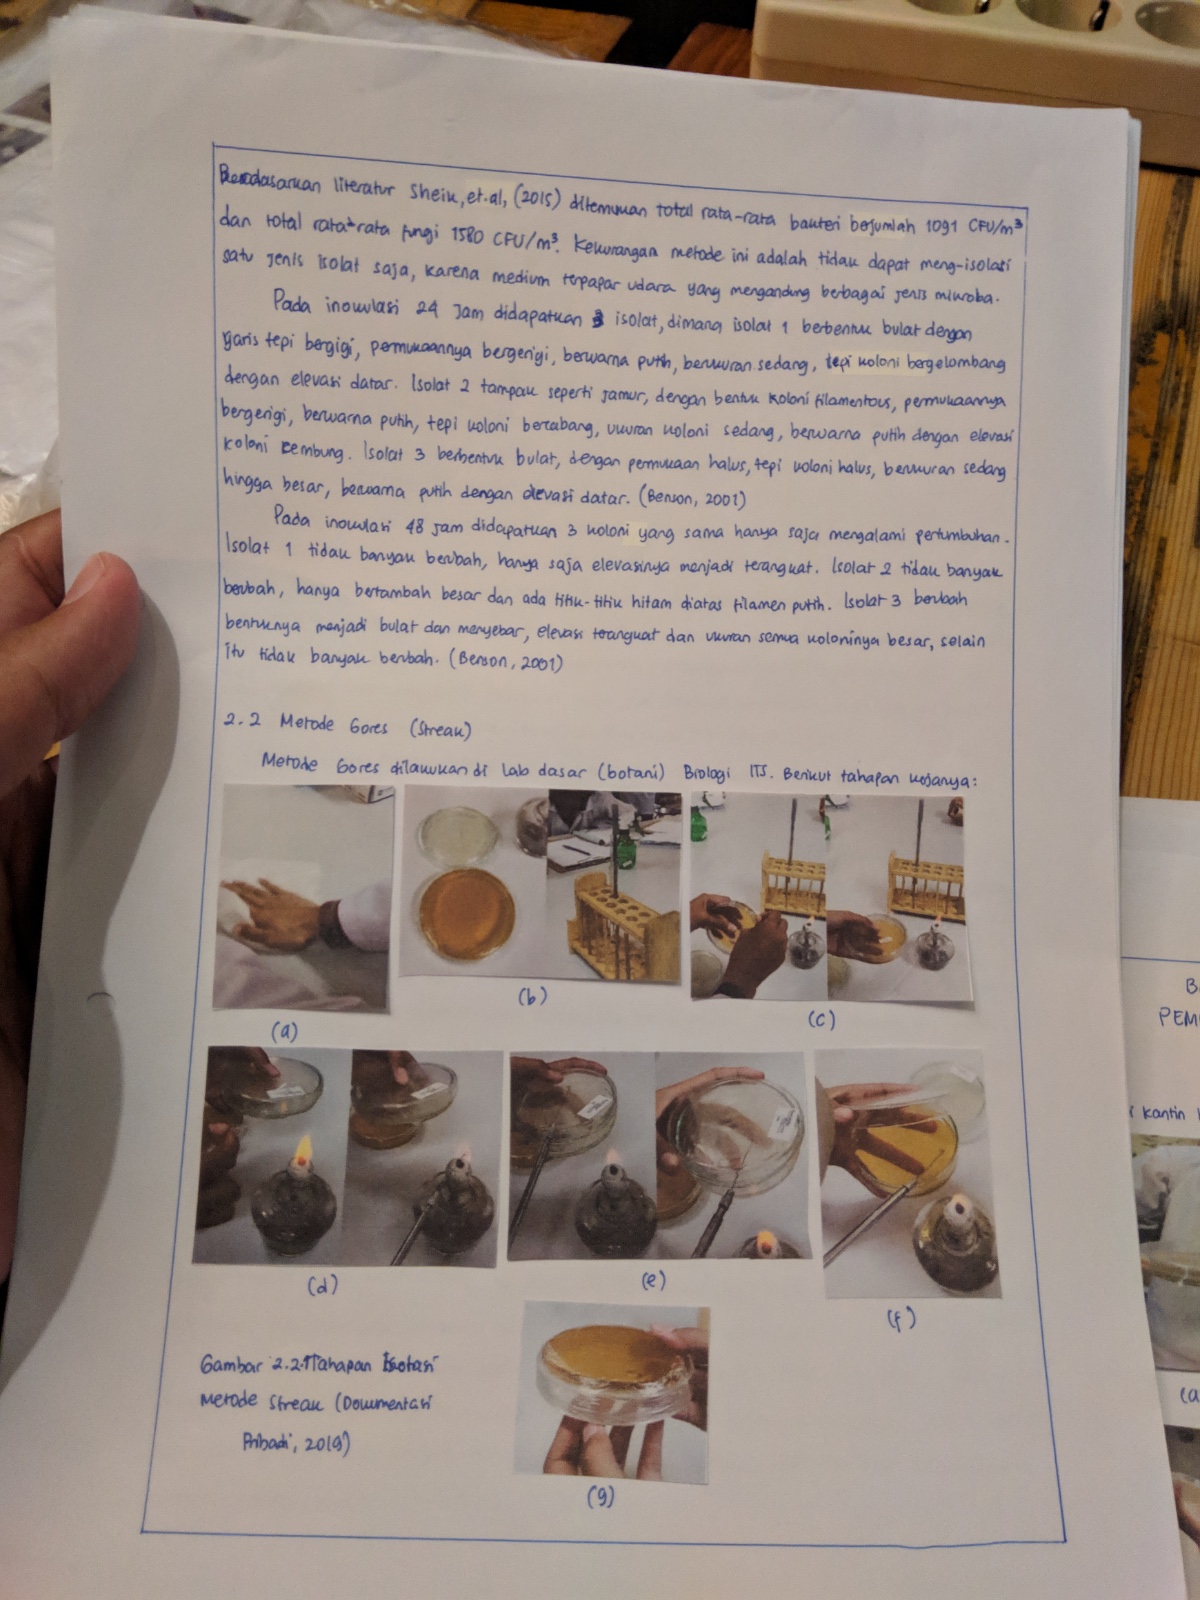 Berdasarkan literatur Sheik, et.al, (2015) ditemukan total rata-rata bakteri berjumlah 1091 CFU/m³
dan total rata-rata fungi 1580 CFU/m³. Kekurangan metode ini adalah tidak dapat meng-isolasi
satu jenis isolat saja, karena medium terpapar udara yang mengandung berbagai jenis mikroba.
Pada inokulasi 24 Jam didapatkan 3 isolat, dimana isolat 1 berbentuk bulat dengan
garis tepi bergigi, permukaannya bergerigi, berwarna putih, berukuran sedang, tepi koloni bergelombang
dengan elevasi datar. Isolat 2 tampak seperti jamur, dengan bentuk koloni filamentous, permukaannya
bergerigi, berwarna putih, tepi koloni bercabang, ukuran koloni sedang, berwarna putih dengan elevasi
koloni cembung. Isolat 3 berbentuk bulat, dengan permukaan halus, tepi koloni halus, berukuran sedang
hingga besar, berwarna putih dengan elevasi datar. (Benson, 2001)
Pada inokulasi 48 jam didapatkan 3 koloni yang sama hanya saja mengalami pertumbuhan.
Isolat 1 tidak banyak berubah, hanya saja elevasinya menjadi terangkat. Isolat 2 tidak banyak
berubah, hanya bertambah besar dan ada titik-titik hitam diatas filamen putih. Isolat 3 berubah
bentuknya menjadi bulat dan menyebar, elevasi terangkat dan ukuran semua koloninya besar, selain
itu tidak banyak berubah. (Benson, 2001)
2.2 Metode Gores (Streak)
Metode Gores dilakukan di Lab dasar (botani) Biologi ITS. Berikut tahapan kerjanya:
(a)
(b)
(c)
(d)
(e)
(f)
Gambar 2.2.1 Tahapan Isolasi
Metode Streak (Dokumentasi
Pribadi, 2019)
(g)
B
PEM
kantin
(a